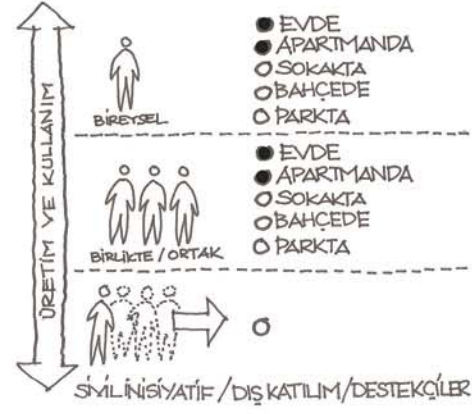 ÜRETİM VE KULLANIM
EVDE
APARTMANDA
SOKAKTA
BAHÇEDE
PARKTA
BİREYSEL
EVDE
APARTMANDA
SOKAKTA
BAHÇEDE
PARKTA
BİRLİKTE / ORTAK
SİVİL İNİSİYATİF / DIŞ KATILIM / DESTEKÇİLER